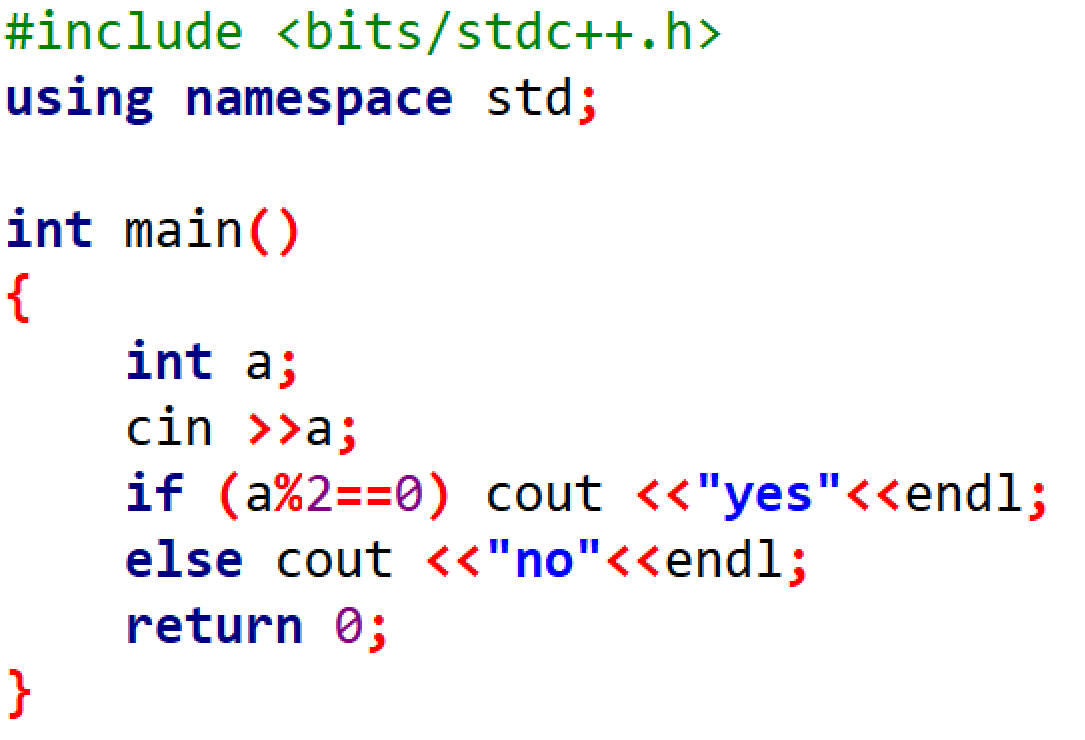 #include <bits/stdc++.h>
using namespace std;

int main()
{
    int a;
    cin >>a;
    if (a%2==0) cout <<"yes"<<endl;
    else cout <<"no"<<endl;
    return 0;
}